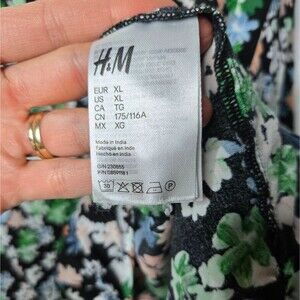 H&M
EUR XL
US XL
CA TG
CN 175/116A
MX XG
Made in India
Fabriqué en Inde
Hecho en India
30
P